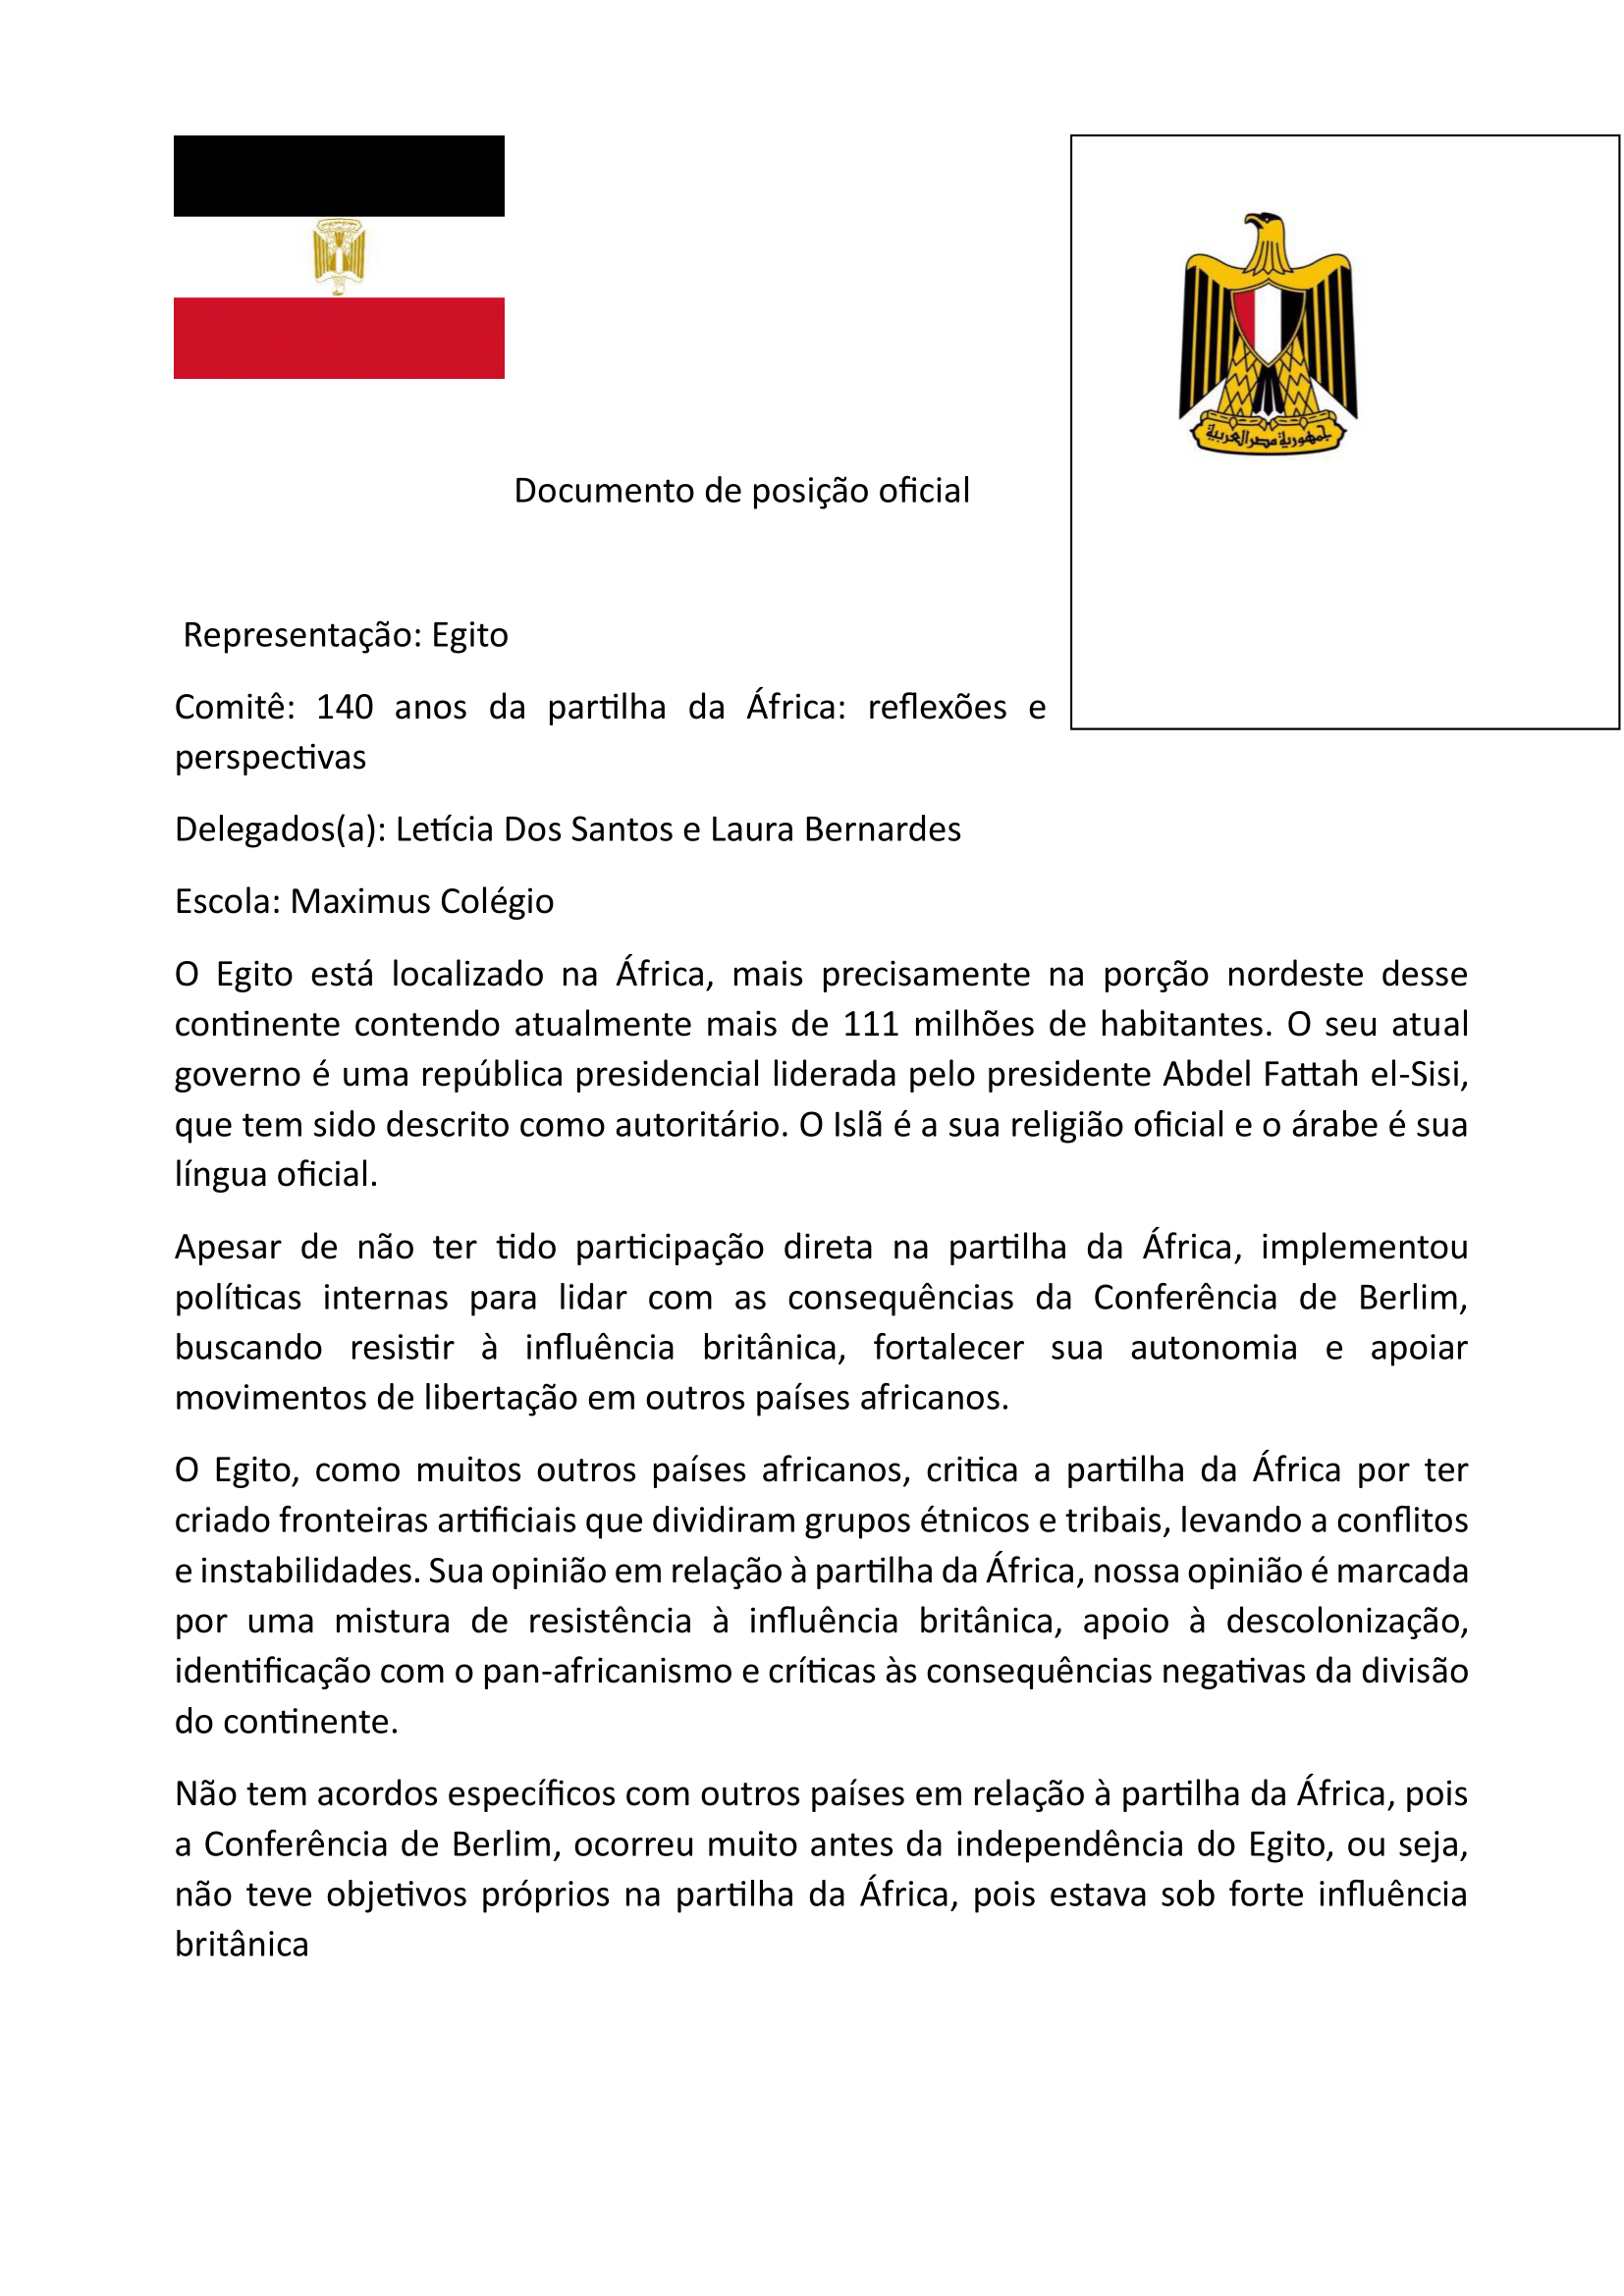 جمهورية مصر العربية
Documento de posição oficial
Representação: Egito
Comitê: 140 anos da partilha da África: reflexões e
perspectivas
Delegados(a): Letícia Dos Santos e Laura Bernardes
Escola: Maximus Colégio
O Egito está localizado na África, mais precisamente na porção nordeste desse
continente contendo atualmente mais de 111 milhões de habitantes. O seu atual
governo é uma república presidencial liderada pelo presidente Abdel Fattah el-Sisi,
que tem sido descrito como autoritário. O Islã é a sua religião oficial e o árabe é sua
língua oficial.
Apesar de não ter tido participação direta na partilha da África, implementou
políticas internas para lidar com as consequências da Conferência de Berlim,
buscando resistir à influência britânica, fortalecer sua autonomia e apoiar
movimentos de libertação em outros países africanos.
O Egito, como muitos outros países africanos, critica a partilha da África por ter
criado fronteiras artificiais que dividiram grupos étnicos e tribais, levando a conflitos
e instabilidades. Sua opinião em relação à partilha da África, nossa opinião é marcada
por uma mistura de resistência à influência britânica, apoio à descolonização,
identificação com o pan-africanismo e críticas às consequências negativas da divisão
do continente.
Não tem acordos específicos com outros países em relação à partilha da África, pois
a Conferência de Berlim, ocorreu muito antes da independência do Egito, ou seja,
não teve objetivos próprios na partilha da África, pois estava sob forte influência
britânica